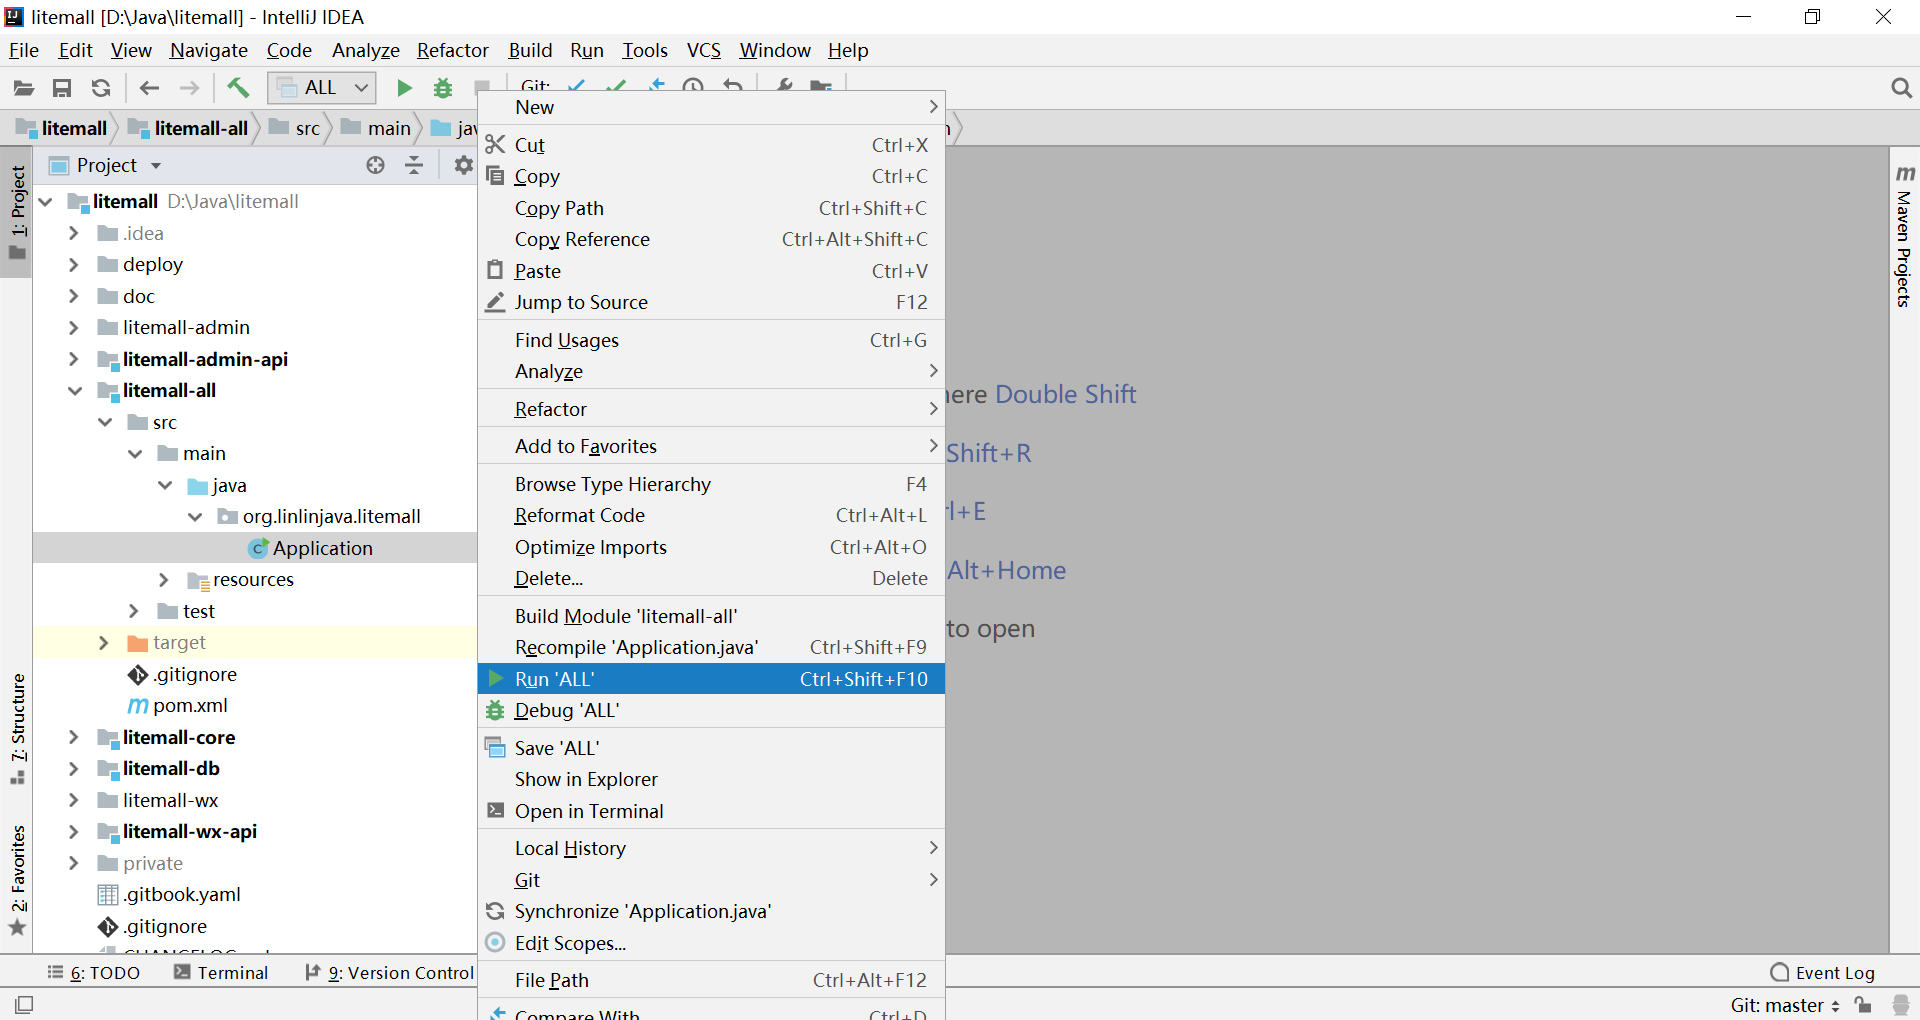 litemall [D:\Java\litemall] - IntelliJ IDEA
File Edit View Navigate Code Analyze Refactor Build Run Tools VCS Window Help
ALL Git:
litemall litemall-all src main
Project
1: Project
7: Structure
2: Favorites
litemall D:\Java\litemall
.idea
deploy
doc
litemall-admin
litemall-admin-api
litemall-all
src
main
java
org.linlinjava.litemall
Application
resources
test
target
.gitignore
pom.xml
litemall-core
litemall-db
litemall-wx
litemall-wx-api
private
.gitbook.yaml
.gitignore
New
Cut Ctrl+X
Copy Ctrl+C
Copy Path Ctrl+Shift+C
Copy Reference Ctrl+Alt+Shift+C
Paste Ctrl+V
Jump to Source F12
Find Usages Ctrl+G
Analyze
Refactor
Add to Favorites
Browse Type Hierarchy F4
Reformat Code Ctrl+Alt+L
Optimize Imports Ctrl+Alt+O
Delete... Delete
Build Module 'litemall-all'
Recompile 'Application.java' Ctrl+Shift+F9
Run 'ALL' Ctrl+Shift+F10
Debug 'ALL'
Save 'ALL'
Show in Explorer
Open in Terminal
Local History
Git
Synchronize 'Application.java'
Edit Scopes...
File Path Ctrl+Alt+F12
Compare With Ctrl+D
Double Shift
Shift+R
+E
Alt+Home
to open
Maven Projects
6: TODO Terminal 9: Version Control Event Log
Git: master